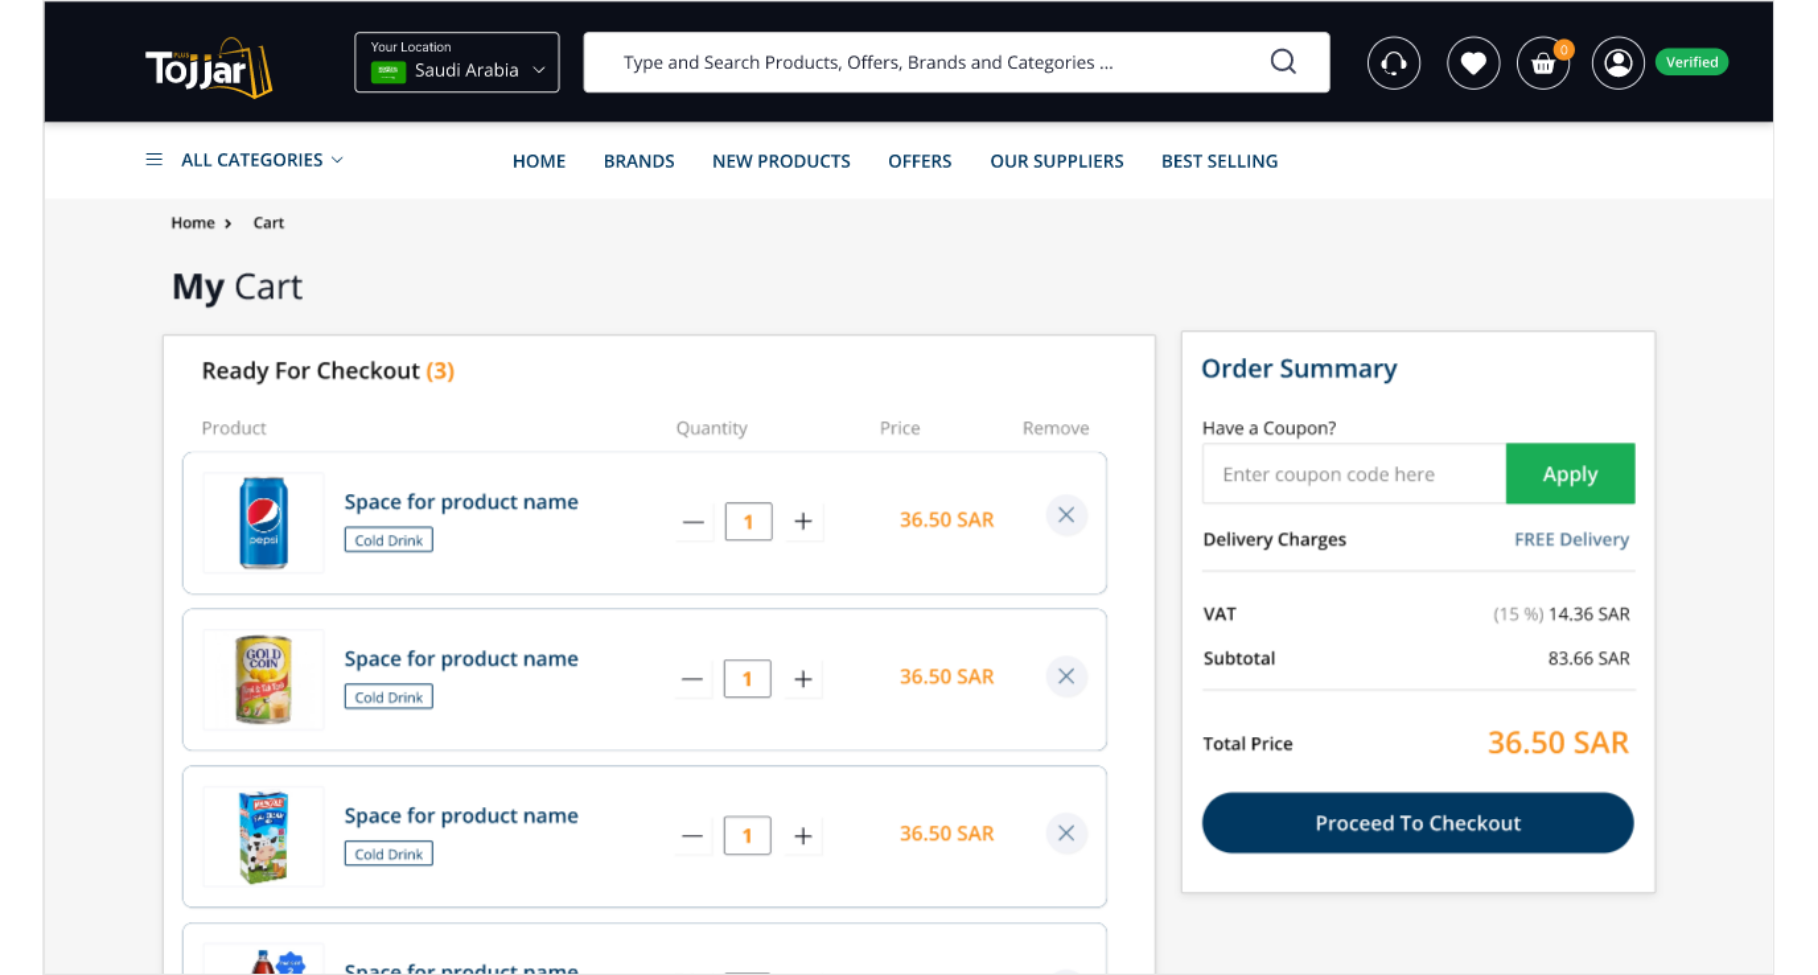 Tojjar
PLUS
Your Location
Saudi Arabia
Type and Search Products, Offers, Brands and Categories ...
0
Verified
ALL CATEGORIES
HOME
BRANDS
NEW PRODUCTS
OFFERS
OUR SUPPLIERS
BEST SELLING
Home
Cart
My Cart
Ready For Checkout (3)
Product
Quantity
Price
Remove
pepsi
Space for product name
Cold Drink
1
36.50 SAR
GOLD
COIN
Space for product name
Cold Drink
1
36.50 SAR
Space for product name
Cold Drink
1
36.50 SAR
Space for product name
Order Summary
Have a Coupon?
Enter coupon code here
Apply
Delivery Charges
FREE Delivery
VAT
(15 %) 14.36 SAR
Subtotal
83.66 SAR
Total Price
36.50 SAR
Proceed To Checkout